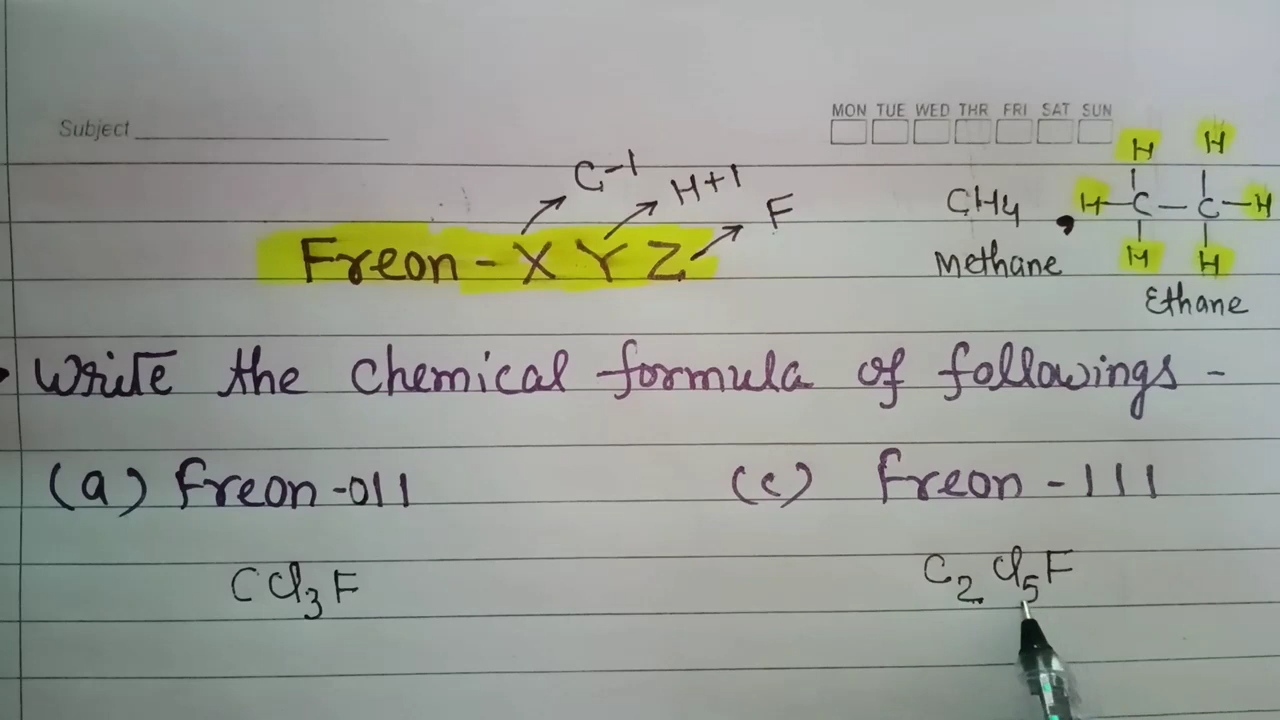 Subject
MON TUE WED THR FRI SAT SUN
C-1 H+1 F
Freon - X Y Z
CH4
Methane
H H
H-C-C-H
H H
Ethane
Write the chemical formula of followings -
(a) Freon-011
(c) Freon - 111
CCl3F
C2Cl5F